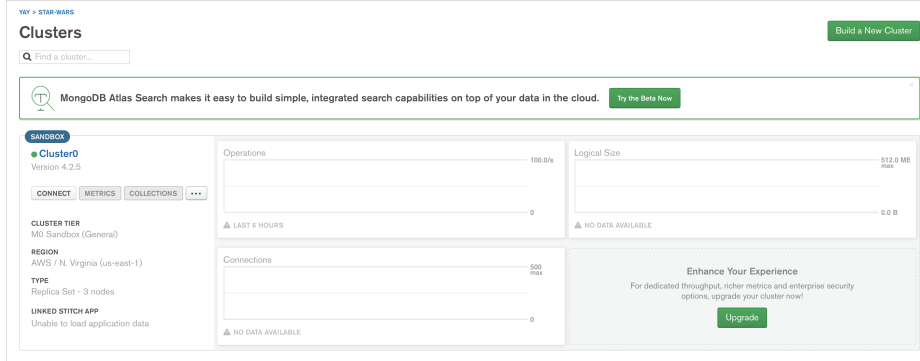 YAY > STAR-WARS
Clusters
Build a New Cluster
Find a cluster...
MongoDB Atlas Search makes it easy to build simple, integrated search capabilities on top of your data in the cloud.
Try the Beta Now
×
SANDBOX
Cluster0
Version 4.2.5
CONNECT
METRICS
COLLECTIONS
...
CLUSTER TIER
M0 Sandbox (General)
REGION
AWS / N. Virginia (us-east-1)
TYPE
Replica Set - 3 nodes
LINKED STITCH APP
Unable to load application data
Operations
100.0/s
0
LAST 6 HOURS
Logical Size
512.0 MB
max
0.0 B
NO DATA AVAILABLE
Connections
500
max
0
NO DATA AVAILABLE
Enhance Your Experience
For dedicated throughput, richer metrics and enterprise security
options, upgrade your cluster now!
Upgrade